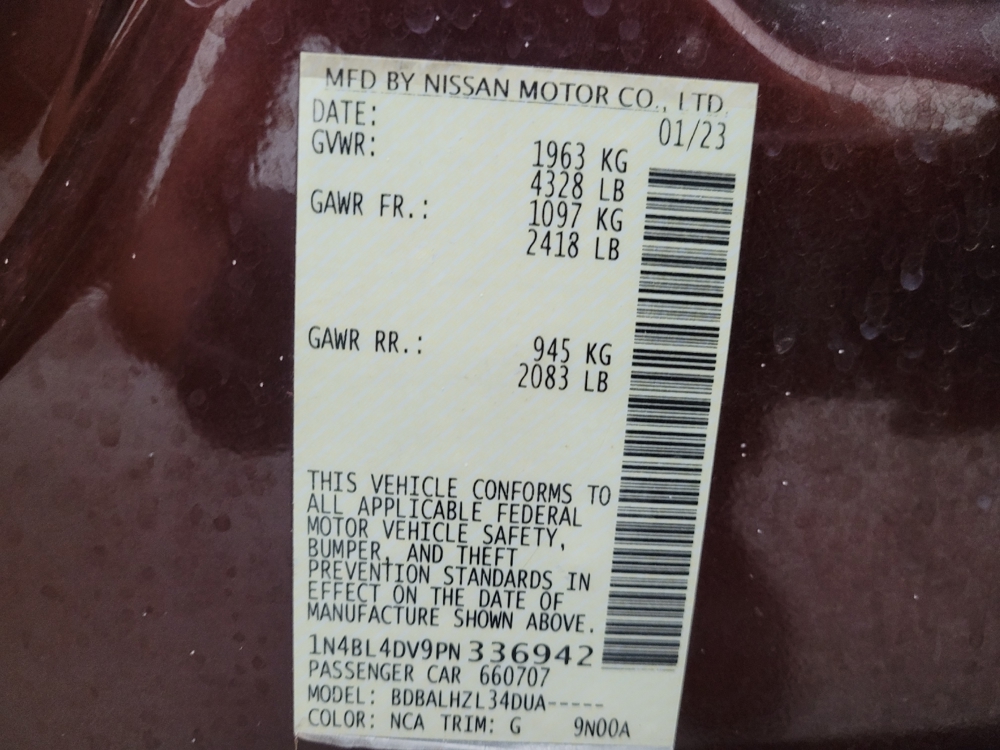 MFD BY NISSAN MOTOR CO., LTD.
DATE: 01/23
GVWR: 1963 KG
4328 LB
GAWR FR.: 1097 KG
2418 LB
GAWR RR.: 945 KG
2083 LB
THIS VEHICLE CONFORMS TO
ALL APPLICABLE FEDERAL
MOTOR VEHICLE SAFETY,
BUMPER, AND THEFT
PREVENTION STANDARDS IN
EFFECT ON THE DATE OF
MANUFACTURE SHOWN ABOVE.
1N4BL4DV9PN336942
PASSENGER CAR 660707
MODEL: BDBALHZL34DUA-----
COLOR: NCA TRIM: G 9N00A